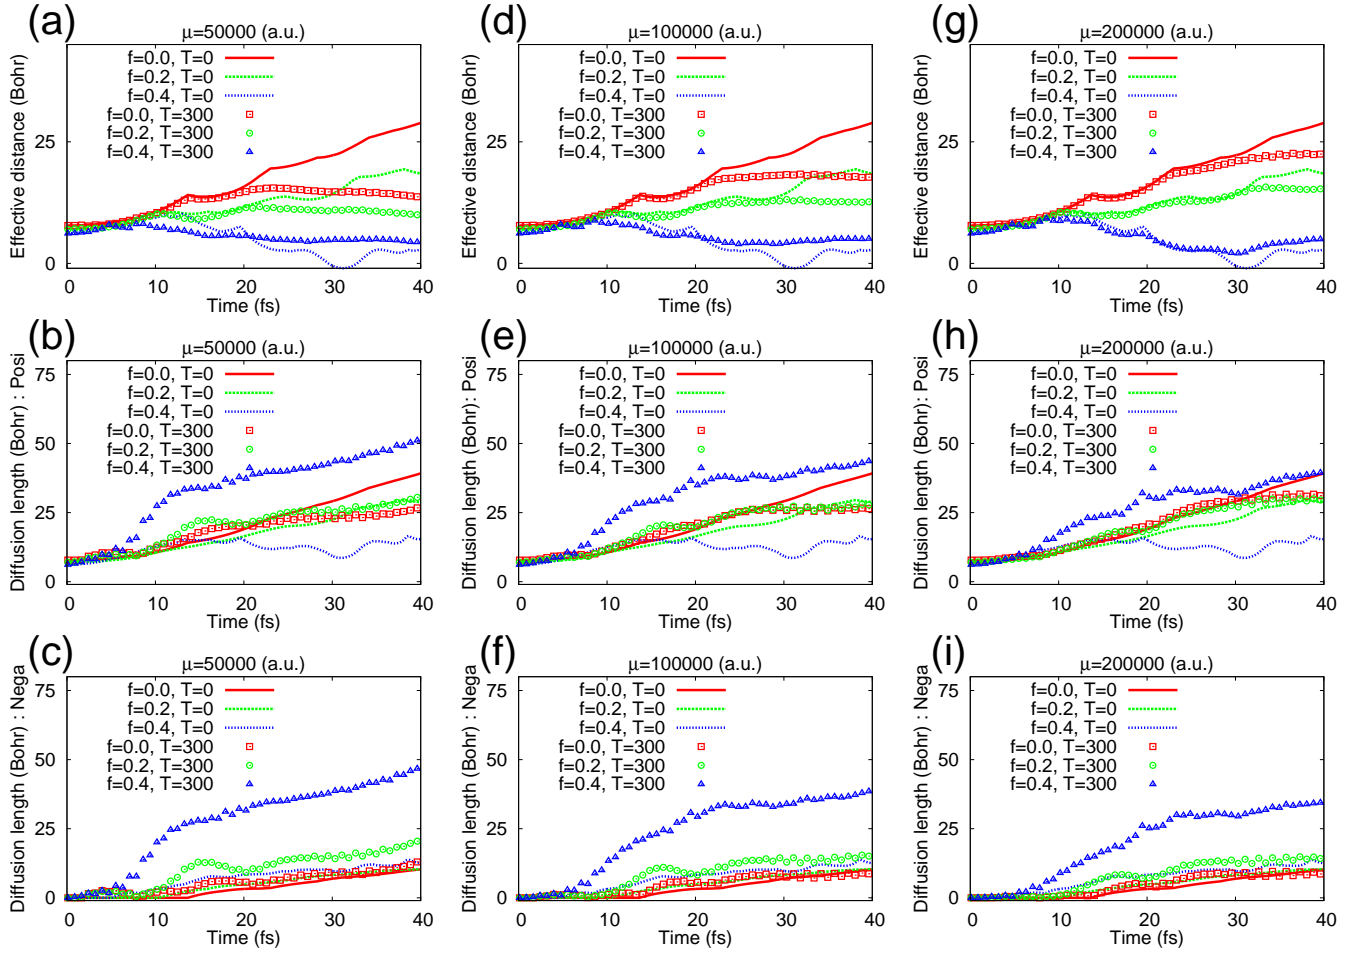 (a)
μ=50000 (a.u.)
f=0.0, T=0
f=0.2, T=0
f=0.4, T=0
f=0.0, T=300
f=0.2, T=300
f=0.4, T=300
Effective distance (Bohr)
25
0
0 10 20 30 40
Time (fs)
(d)
μ=100000 (a.u.)
f=0.0, T=0
f=0.2, T=0
f=0.4, T=0
f=0.0, T=300
f=0.2, T=300
f=0.4, T=300
Effective distance (Bohr)
25
0
0 10 20 30 40
Time (fs)
(g)
μ=200000 (a.u.)
f=0.0, T=0
f=0.2, T=0
f=0.4, T=0
f=0.0, T=300
f=0.2, T=300
f=0.4, T=300
Effective distance (Bohr)
25
0
0 10 20 30 40
Time (fs)
(b)
μ=50000 (a.u.)
f=0.0, T=0
f=0.2, T=0
f=0.4, T=0
f=0.0, T=300
f=0.2, T=300
f=0.4, T=300
Diffusion length (Bohr) : Posi
75
50
25
0
0 10 20 30 40
Time (fs)
(e)
μ=100000 (a.u.)
f=0.0, T=0
f=0.2, T=0
f=0.4, T=0
f=0.0, T=300
f=0.2, T=300
f=0.4, T=300
Diffusion length (Bohr): Posi
75
50
25
0
0 10 20 30 40
Time (fs)
(h)
μ=200000 (a.u.)
f=0.0, T=0
f=0.2, T=0
f=0.4, T=0
f=0.0, T=300
f=0.2, T=300
f=0.4, T=300
Diffusion length (Bohr): Posi
75
50
25
0
0 10 20 30 40
Time (fs)
(c)
μ=50000 (a.u.)
f=0.0, T=0
f=0.2, T=0
f=0.4, T=0
f=0.0, T=300
f=0.2, T=300
f=0.4, T=300
Diffusion length (Bohr) : Nega
75
50
25
0
0 10 20 30 40
Time (fs)
(f)
μ=100000 (a.u.)
f=0.0, T=0
f=0.2, T=0
f=0.4, T=0
f=0.0, T=300
f=0.2, T=300
f=0.4, T=300
Diffusion length (Bohr) : Nega
75
50
25
0
0 10 20 30 40
Time (fs)
(i)
μ=200000 (a.u.)
f=0.0, T=0
f=0.2, T=0
f=0.4, T=0
f=0.0, T=300
f=0.2, T=300
f=0.4, T=300
Diffusion length (Bohr) : Nega
75
50
25
0
0 10 20 30 40
Time (fs)